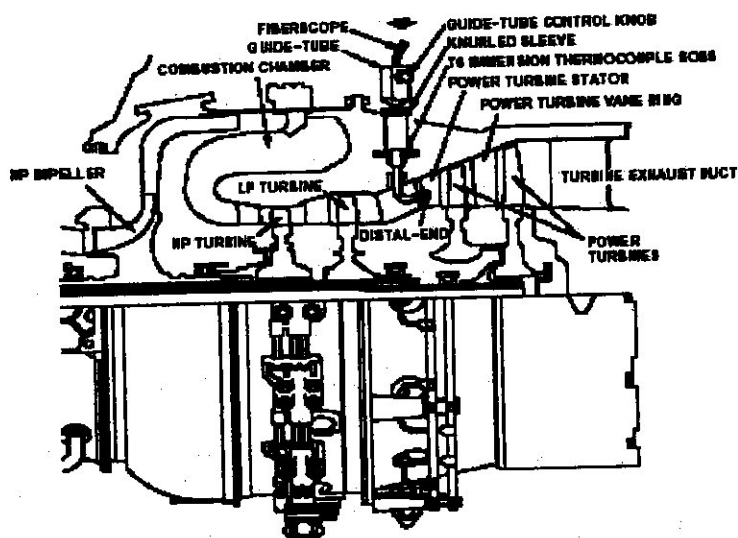 FIBERSCOPE
GUIDE-TUBE
COMBUSTION CHAMBER
GUIDE-TUBE CONTROL KNOB
KNURLED SLEEVE
T6 IMMERSION THERMOCOUPLE BOSS
POWER TURBINE STATOR
POWER TURBINE VANE RING
HP IMPELLER
LP TURBINE
TURBINE EXHAUST DUCT
HP TURBINE
DISTAL-END
POWER
TURBINES